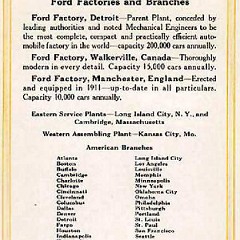 Ford Factories and Branches
Ford Factory, Detroit—Parent Plant, conceded by
leading authorities and noted Mechanical Engineers to be
the most complete, compact and practically efficient auto-
mobile factory in the world—capacity 200,000 cars annually.
Ford Factory, Walkerville, Canada—Thoroughly
modern in every detail. Capacity 15,000 cars annually.
Ford Factory, Manchester, England—Erected
and equipped in 1911—up-to-date in all particulars.
Capacity 10,000 cars annually.
Eastern Service Plants—Long Island City, N. Y., and
Cambridge, Massachusetts
Western Assembling Plant—Kansas City, Mo.
American Branches
Atlanta
Boston
Buffalo
Cambridge
Charlotte
Chicago
Cincinnati
Cleveland
Columbus
Dallas
Denver
Detroit
Fargo
Houston
Indianapolis
Long Island City
Los Angeles
Louisville
Memphis
Minneapolis
New York
Oklahoma City
Omaha
Philadelphia
Pittsburgh
Portland
St. Louis
St. Paul
San Francisco
Seattle